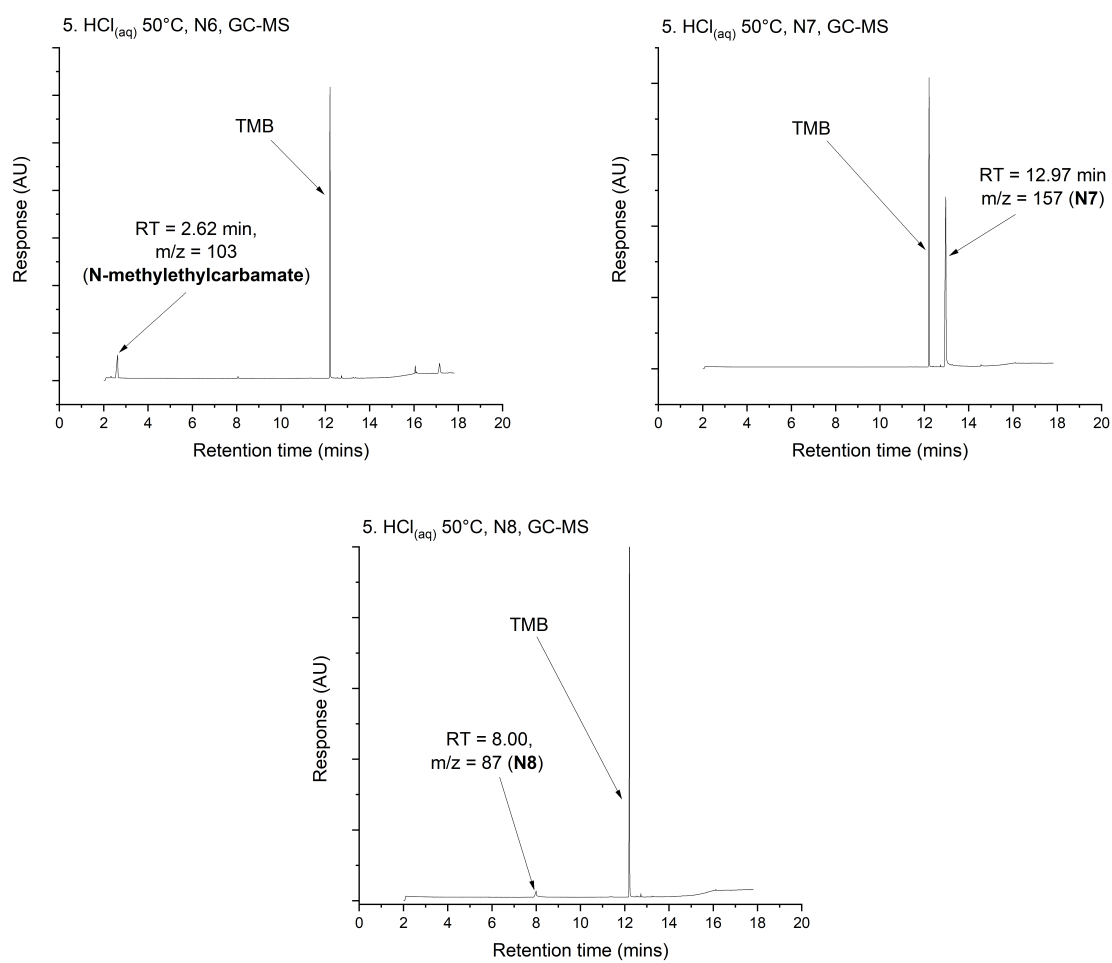 5. HCl(aq) 50°C, N6, GC-MS
Response (AU)
TMB
RT = 2.62 min,
m/z = 103
(N-methylethylcarbamate)
0 2 4 6 8 10 12 14 16 18 20
Retention time (mins)
5. HCl(aq) 50°C, N7, GC-MS
Response (AU)
TMB
RT = 12.97 min
m/z = 157 (N7)
0 2 4 6 8 10 12 14 16 18 20
Retention time (mins)
5. HCl(aq) 50°C, N8, GC-MS
Response (AU)
TMB
RT = 8.00,
m/z = 87 (N8)
0 2 4 6 8 10 12 14 16 18 20
Retention time (mins)